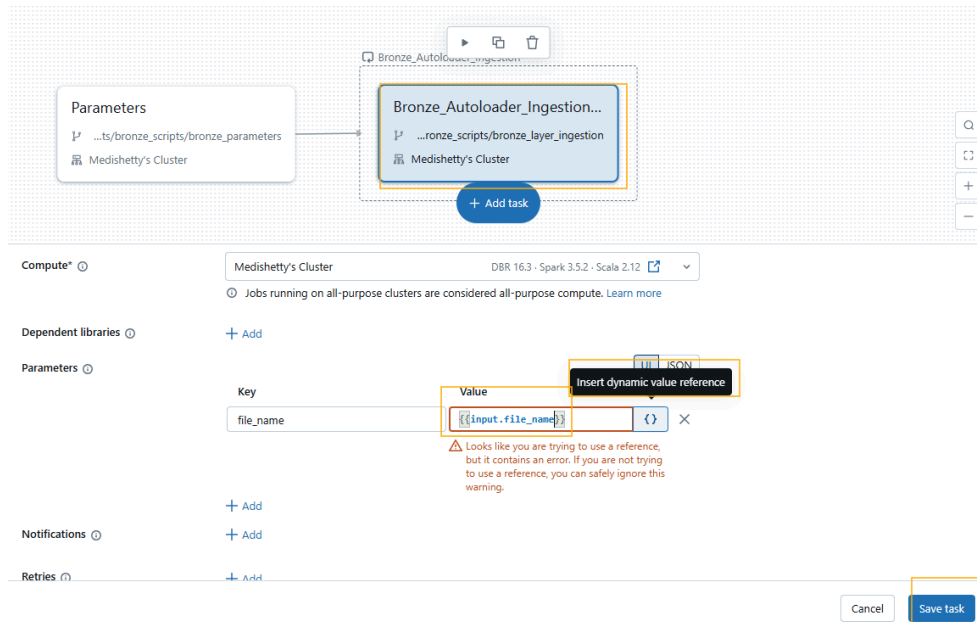 Bronze_Autoloader_Ingestion
Parameters
...ts/bronze_scripts/bronze_parameters
Medishetty's Cluster
Bronze_Autoloader_Ingestion...
...ronze_scripts/bronze_layer_ingestion
Medishetty's Cluster
+ Add task
Compute*
Medishetty's Cluster DBR 16.3 · Spark 3.5.2 · Scala 2.12
Jobs running on all-purpose clusters are considered all-purpose compute. Learn more
Dependent libraries
+ Add
Parameters
UI JSON
Insert dynamic value reference
Key Value
file_name {{input.file_name}} {}
Looks like you are trying to use a reference,
but it contains an error. If you are not trying
to use a reference, you can safely ignore this
warning.
+ Add
Notifications
+ Add
Retries
+ Add
Cancel Save task